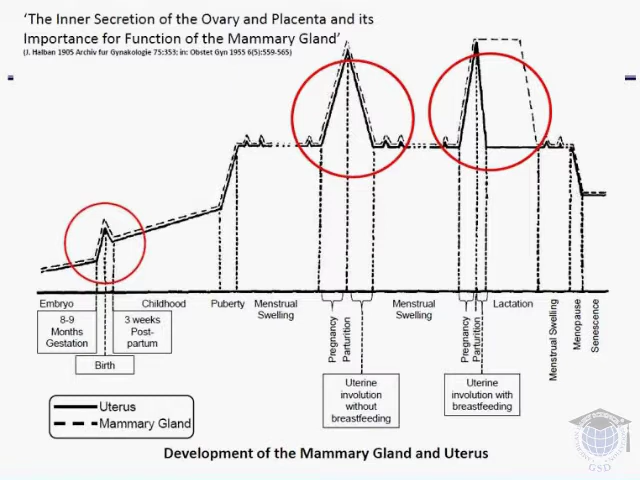 ‘The Inner Secretion of the Ovary and Placenta and its
Importance for Function of the Mammary Gland’
(J. Halban 1905 Archiv fur Gynakologie 75:353; in: Obstet Gyn 1955 6(5):559-565)
Embryo
Childhood
Puberty
Menstrual
Swelling
Pregnancy
Parturition
Menstrual
Swelling
Pregnancy
Parturition
Lactation
Menstrual Swelling
Menopause
Senescence
8-9
Months
Gestation
3 weeks
Post-
partum
Birth
Uterine
involution
without
breastfeeding
Uterine
involution with
breastfeeding
Uterus
Mammary Gland
Development of the Mammary Gland and Uterus
GSD